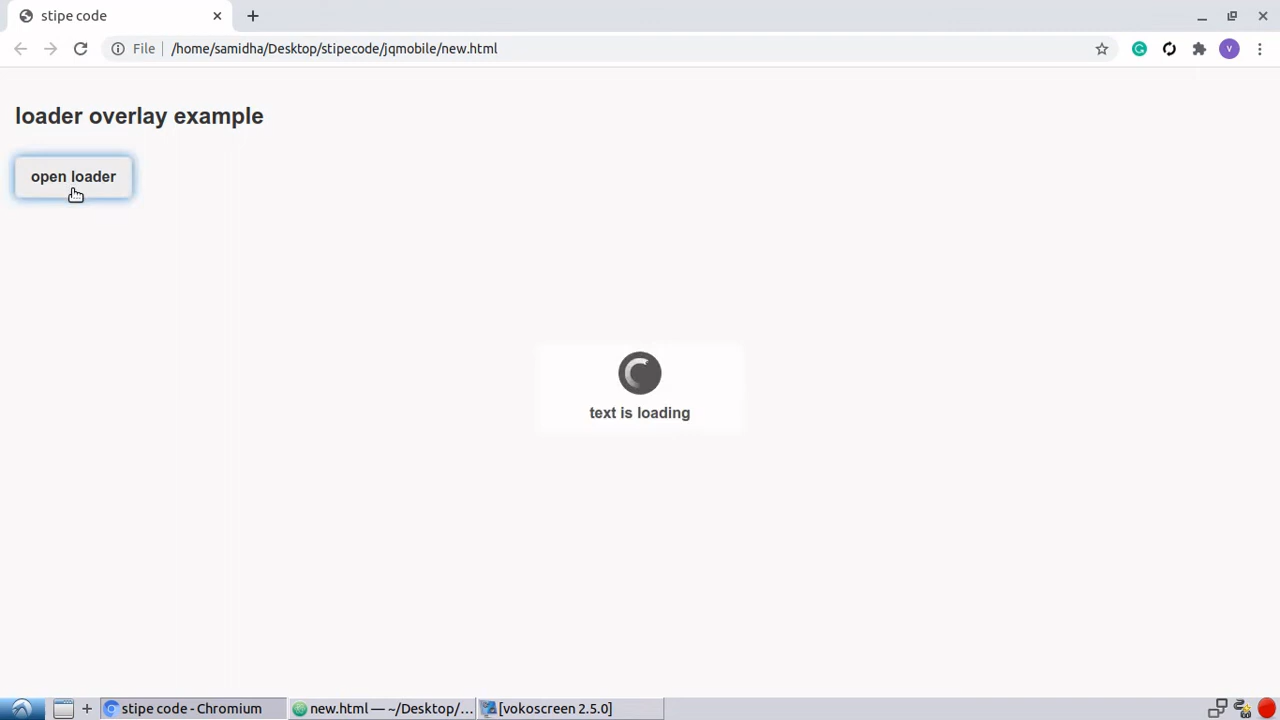 stipe code
File /home/samidha/Desktop/stipecode/jqmobile/new.html
V
loader overlay example
open loader
text is loading
stipe code - Chromium
new.html — ~/Desktop/...
[vokoscreen 2.5.0]